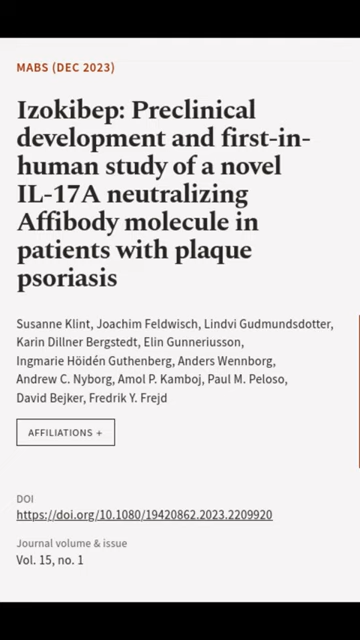 MABS (DEC 2023)
Izokibep: Preclinical
development and first-in-
human study of a novel
IL-17A neutralizing
Affibody molecule in
patients with plaque
psoriasis
Susanne Klint, Joachim Feldwisch, Lindvi Gudmundsdotter,
Karin Dillner Bergstedt, Elin Gunneriusson,
Ingmarie Höidén Guthenberg, Anders Wennborg,
Andrew C. Nyborg, Amol P. Kamboj, Paul M. Peloso,
David Bejker, Fredrik Y. Frejd
AFFILIATIONS +
DOI
https://doi.org/10.1080/19420862.2023.2209920
Journal volume & issue
Vol. 15, no. 1